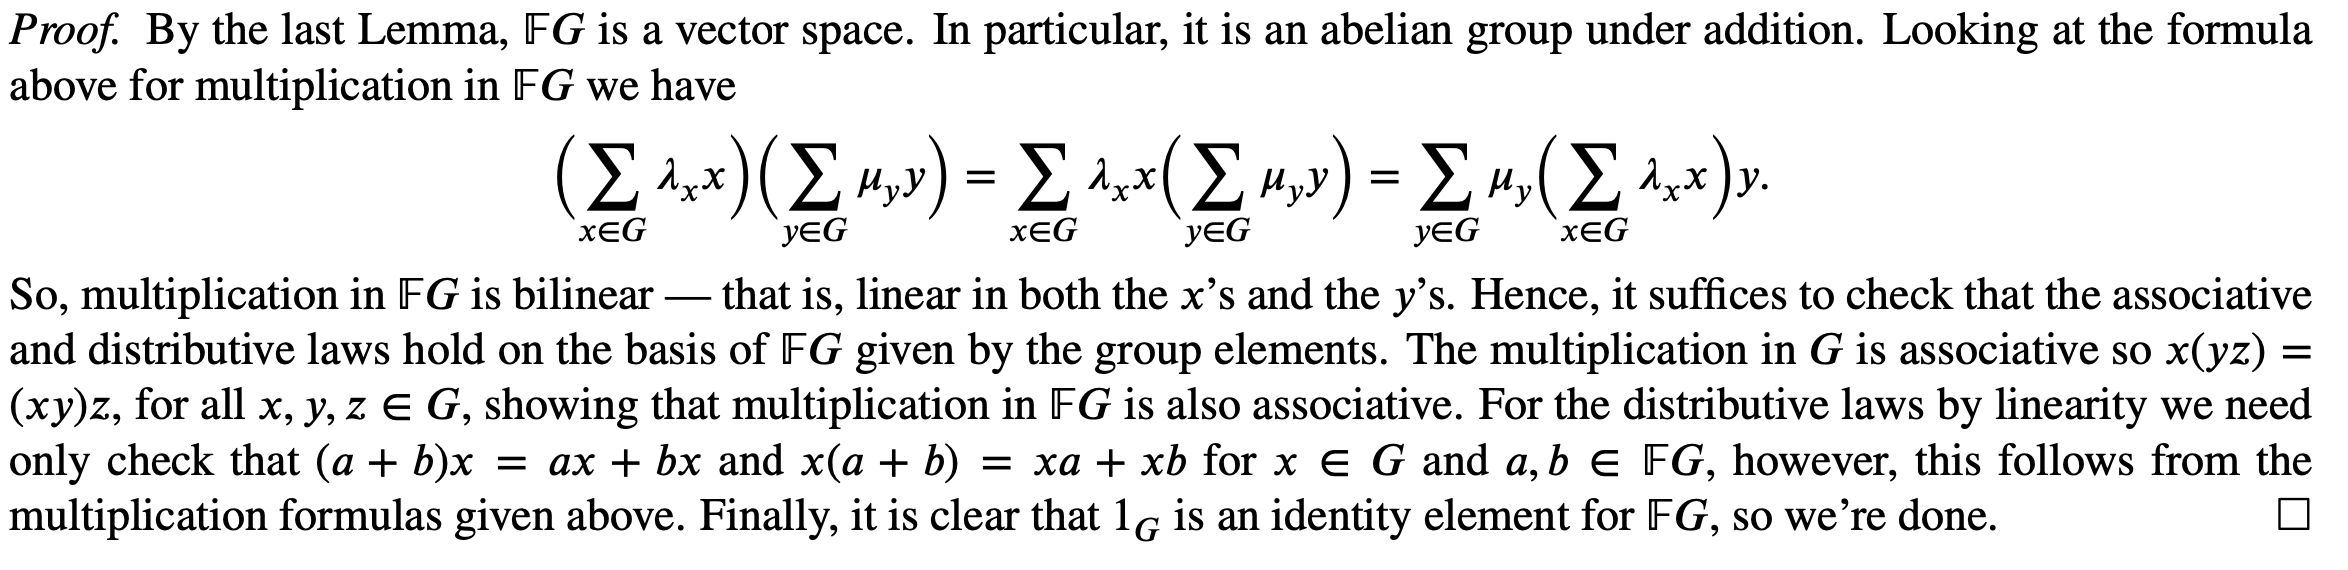 Proof. By the last Lemma, 𝔽G is a vector space. In particular, it is an abelian group under addition. Looking at the formula
above for multiplication in 𝔽G we have
(∑_{x∈G} λ_x x)(∑_{y∈G} μ_y y) = ∑_{x∈G} λ_x x(∑_{y∈G} μ_y y) = ∑_{y∈G} μ_y(∑_{x∈G} λ_x x)y.
So, multiplication in 𝔽G is bilinear — that is, linear in both the x’s and the y’s. Hence, it suffices to check that the associative
and distributive laws hold on the basis of 𝔽G given by the group elements. The multiplication in G is associative so x(yz) =
(xy)z, for all x, y, z ∈ G, showing that multiplication in 𝔽G is also associative. For the distributive laws by linearity we need
only check that (a + b)x = ax + bx and x(a + b) = xa + xb for x ∈ G and a, b ∈ 𝔽G, however, this follows from the
multiplication formulas given above. Finally, it is clear that 1_G is an identity element for 𝔽G, so we’re done. □